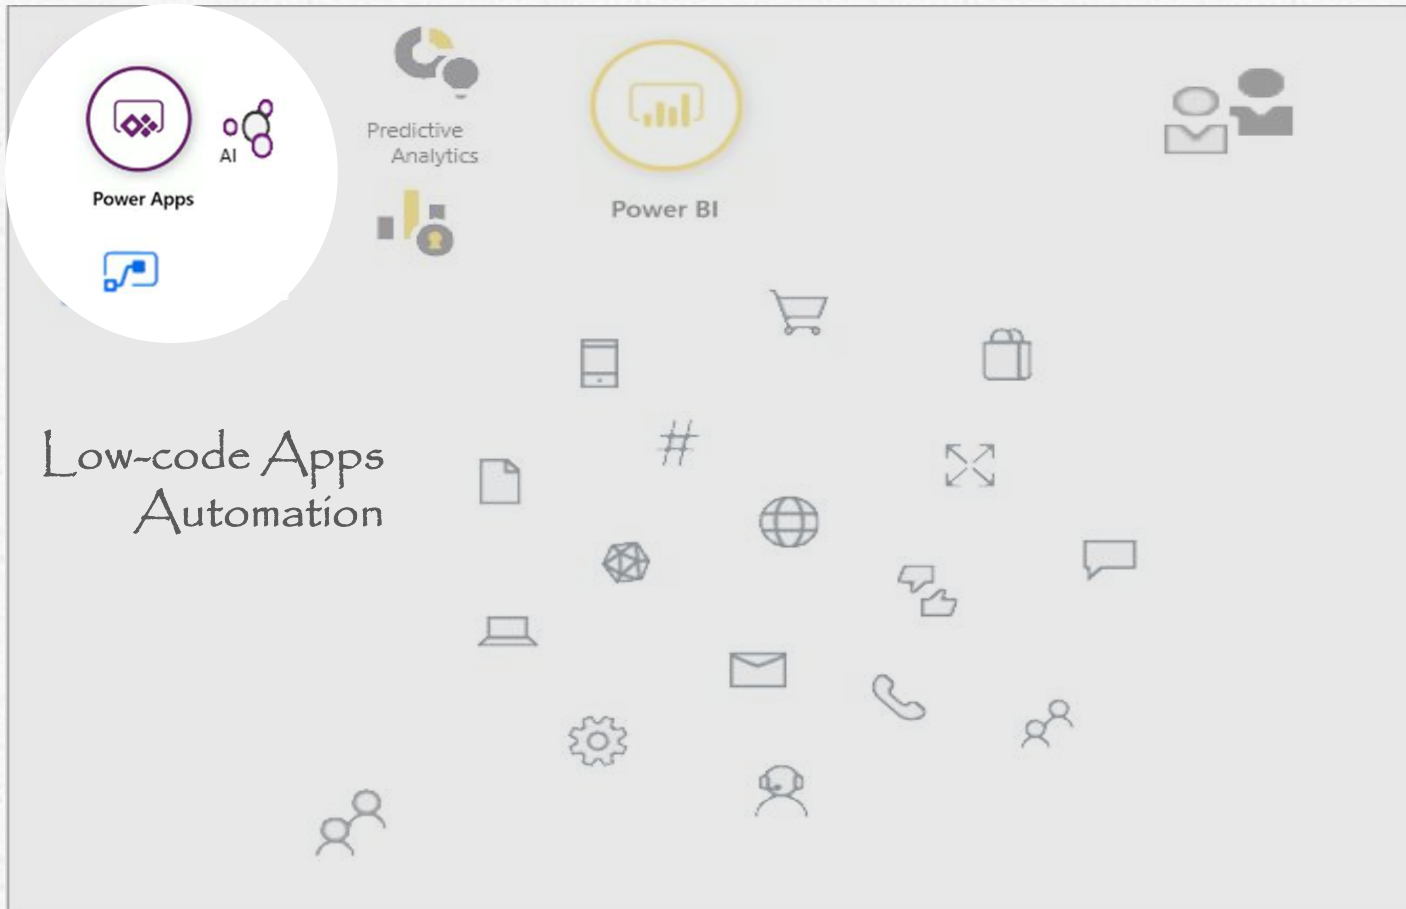 AI
Power Apps
Predictive
Analytics
Power BI
#
Low-code Apps
Automation